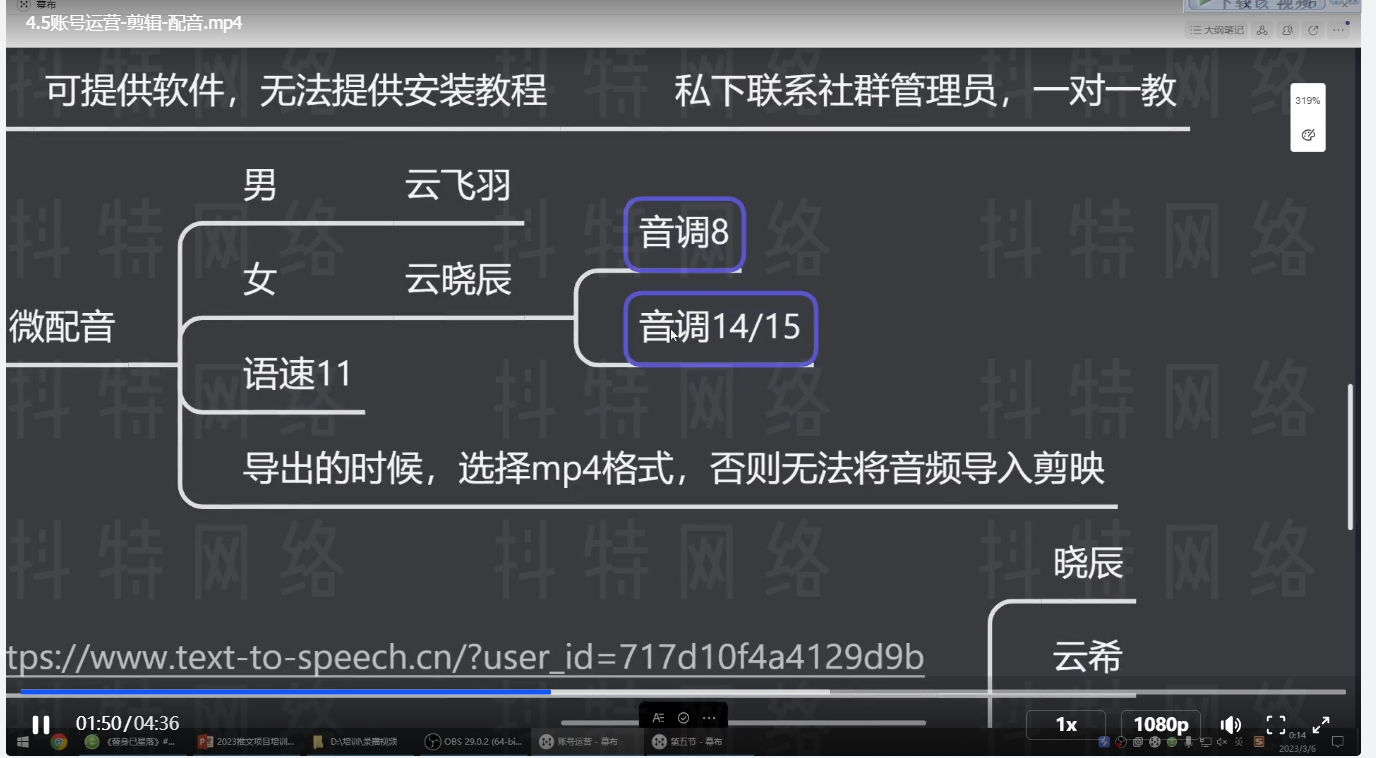 幕布
4.5账号运营-剪辑-配音.mp4
大纲笔记
可提供软件，无法提供安装教程
私下联系社群管理员，一对一教
319%
男
云飞羽
音调8
女
云晓辰
微配音
音调14/15
语速11
导出的时候，选择mp4格式，否则无法将音频导入剪映
晓辰
tps://www.text-to-speech.cn/?user_id=717d10f4a4129d9b
云希
01:50/04:36
1x
1080p
《替身已星落》#...
2023推文项目培训...
D:\培训\录播视频
OBS 29.0.2 (64-bi...
账号运营 - 幕布
第五节 - 幕布
英
0:14
2023/3/6
抖特网络